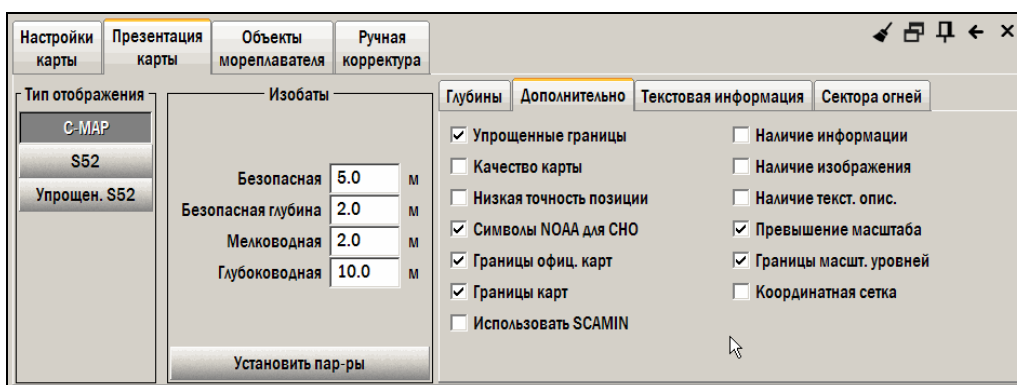 Настройки карты
Презентация карты
Объекты мореплавателя
Ручная корректура
Тип отображения
C-MAP
S52
Упрощен. S52
Изобаты
Безопасная 5.0 м
Безопасная глубина 2.0 м
Мелководная 2.0 м
Глубоководная 10.0 м
Установить пар-ры
Глубины
Дополнительно
Текстовая информация
Сектора огней
Упрощенные границы
Качество карты
Низкая точность позиции
Символы NOAA для СНО
Границы офиц. карт
Границы карт
Использовать SCAMIN
Наличие информации
Наличие изображения
Наличие текст. опис.
Превышение масштаба
Границы масшт. уровней
Координатная сетка